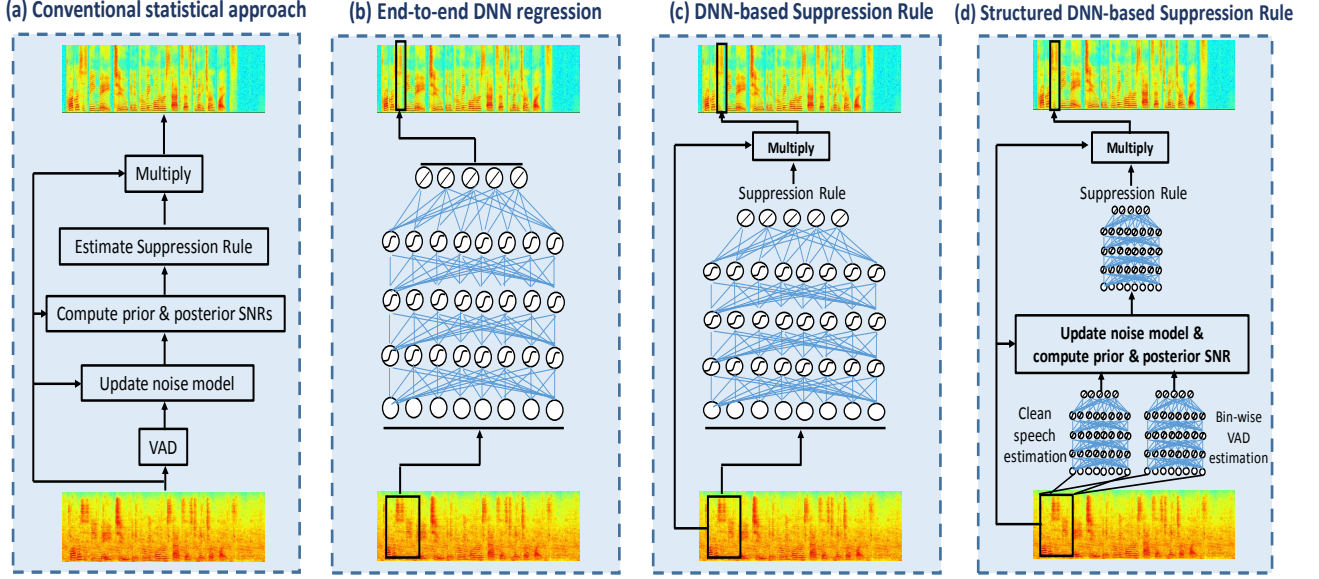 (a) Conventional statistical approach
Multiply
Estimate Suppression Rule
Compute prior & posterior SNRs
Update noise model
VAD
(b) End-to-end DNN regression
(c) DNN-based Suppression Rule
Multiply
Suppression Rule
(d) Structured DNN-based Suppression Rule
Multiply
Suppression Rule
Update noise model &
compute prior & posterior SNR
Clean
speech
estimation
Bin-wise
VAD
estimation